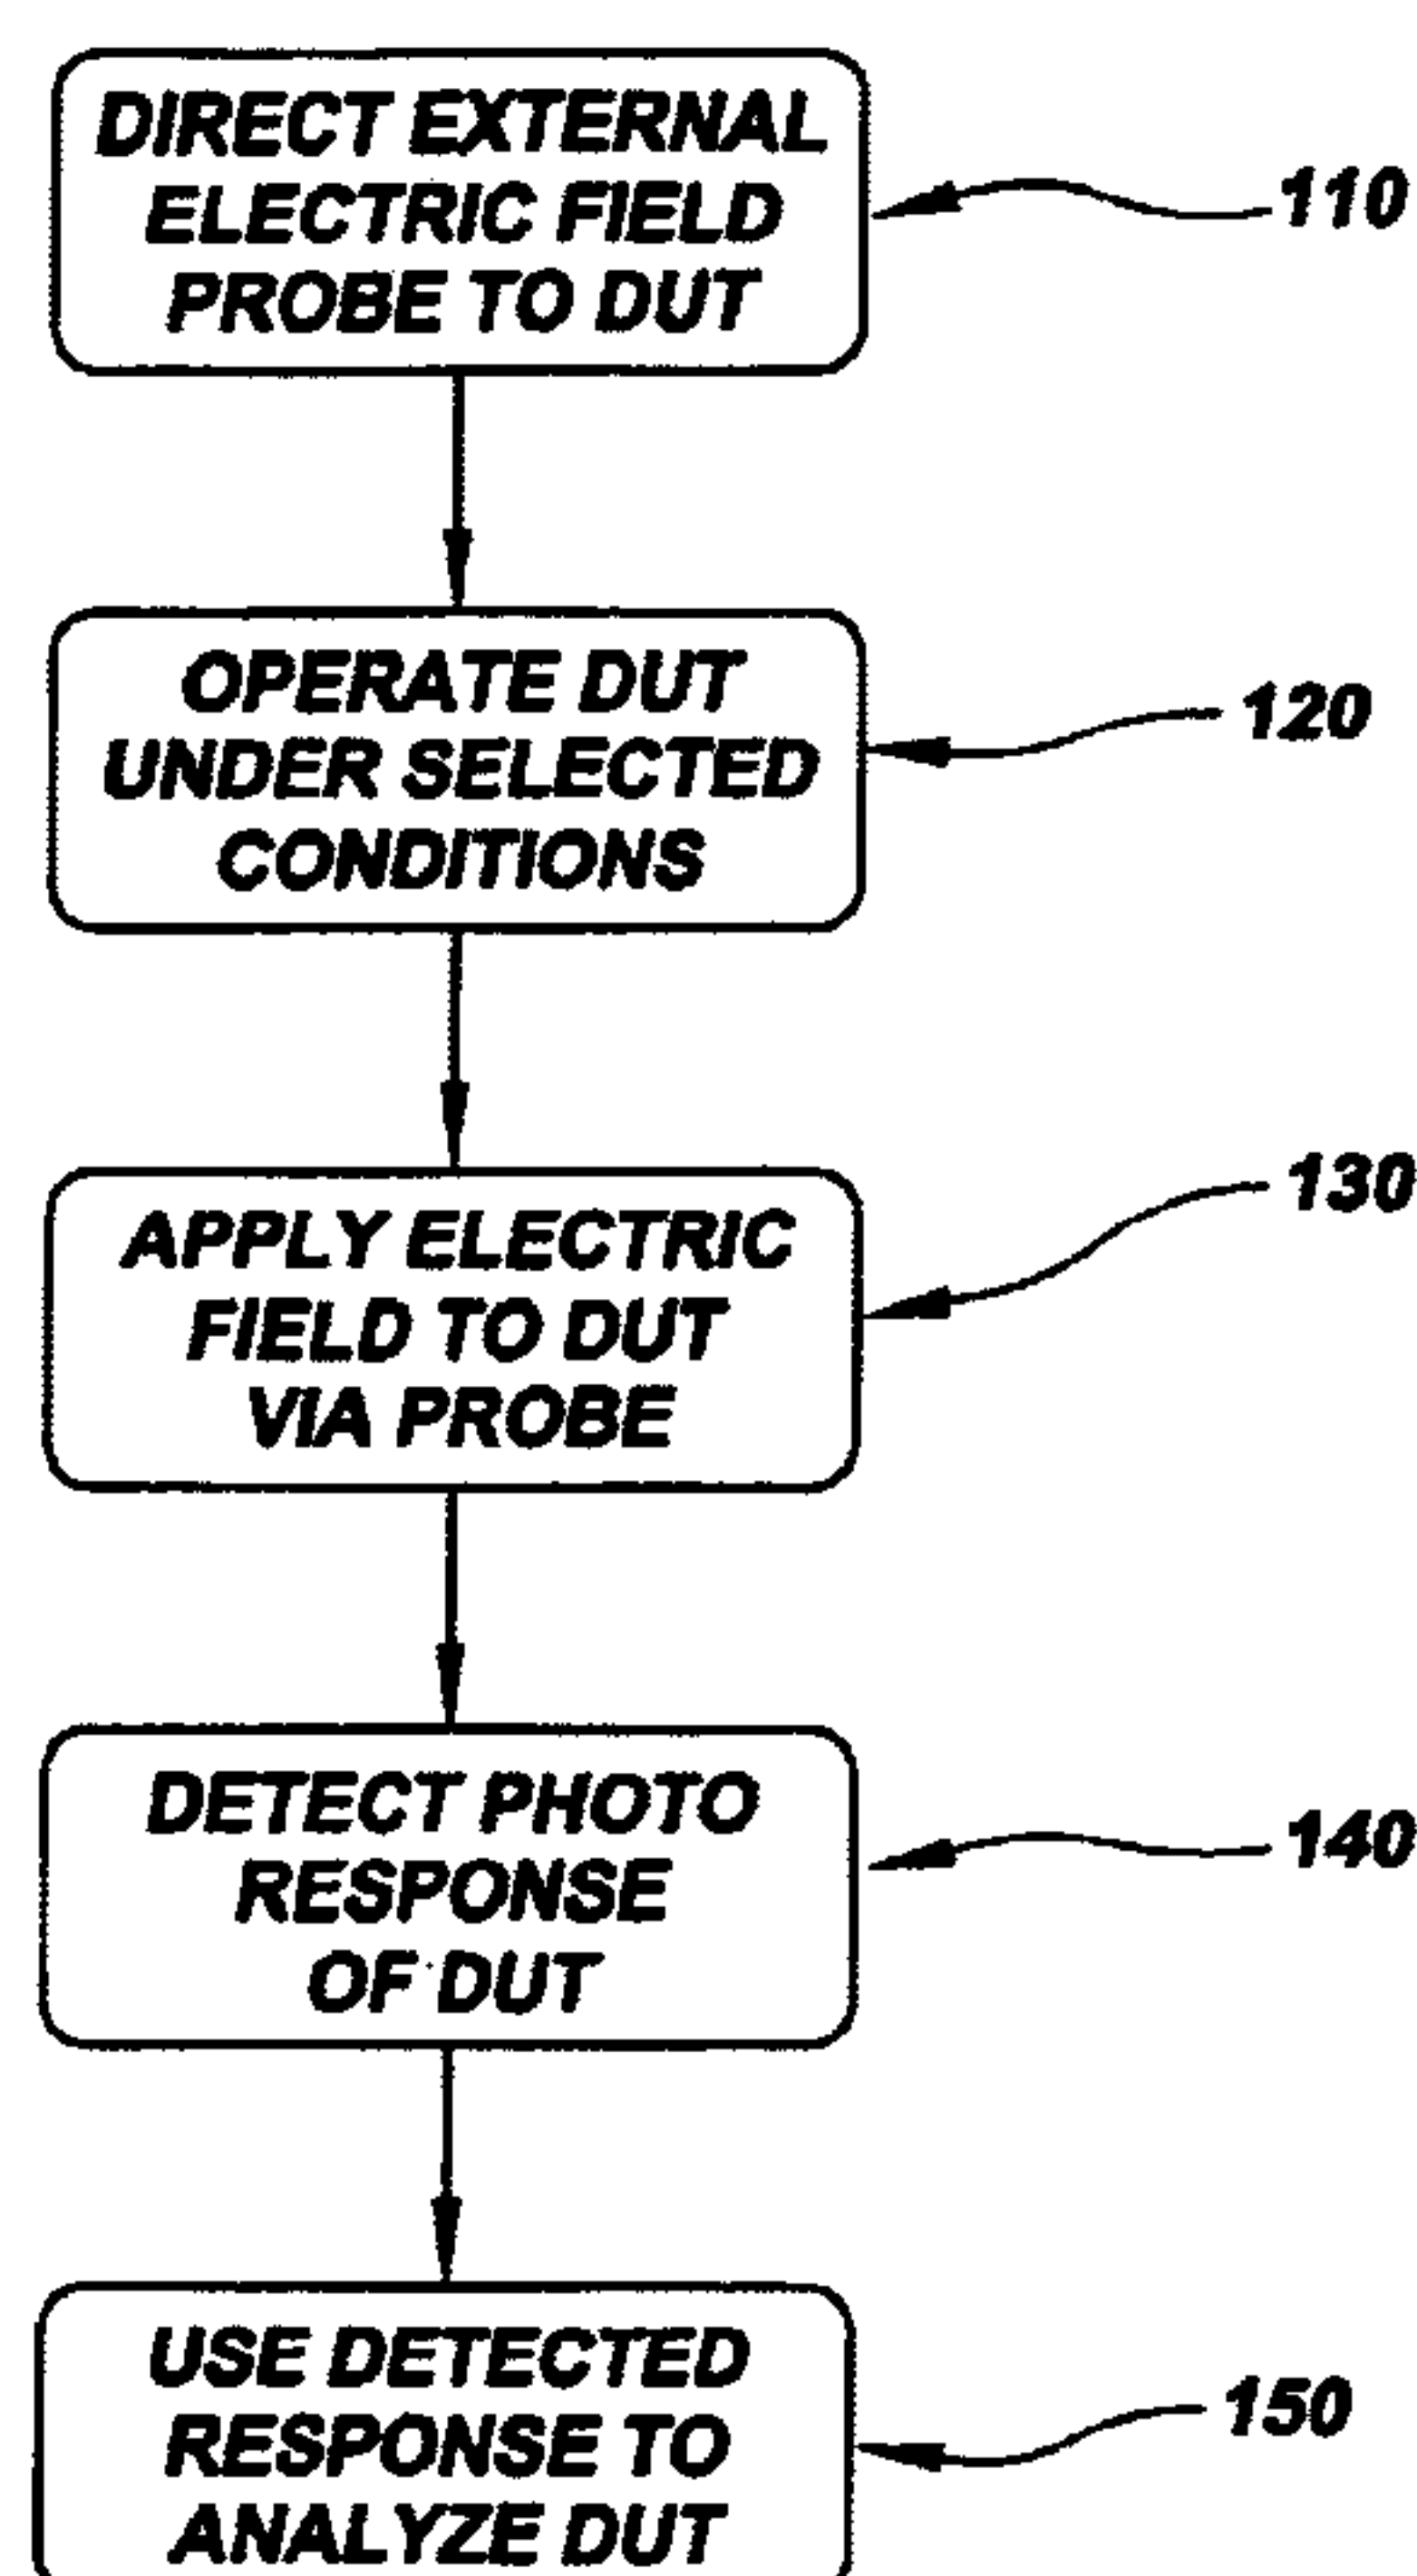 DIRECT EXTERNAL
ELECTRIC FIELD
PROBE TO DUT
110
OPERATE DUT
UNDER SELECTED
CONDITIONS
120
APPLY ELECTRIC
FIELD TO DUT
VIA PROBE
130
DETECT PHOTO
RESPONSE
OF DUT
140
USE DETECTED
RESPONSE TO
ANALYZE DUT
150